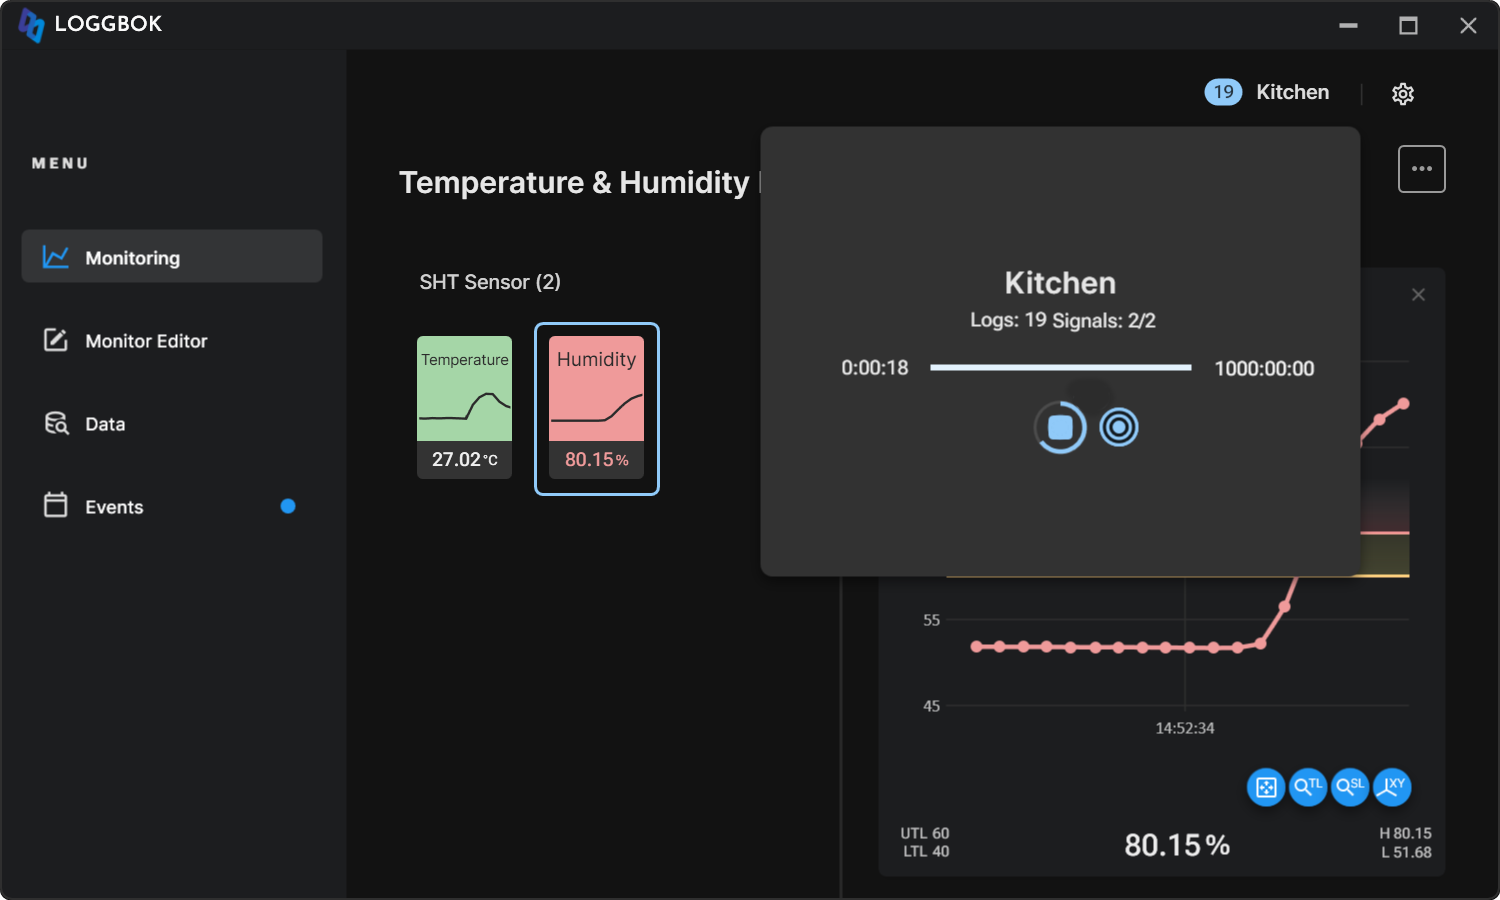 LOGGBOK
19 Kitchen
MENU
Temperature & Humidity
Monitoring
Monitor Editor
Data
Events
SHT Sensor (2)
Temperature
27.02 °C
Humidity
80.15 %
Kitchen
Logs: 19 Signals: 2/2
0:00:18
1000:00:00
55
45
14:52:34
TL
SL
XY
UTL 60
LTL 40
80.15 %
H 80.15
L 51.68